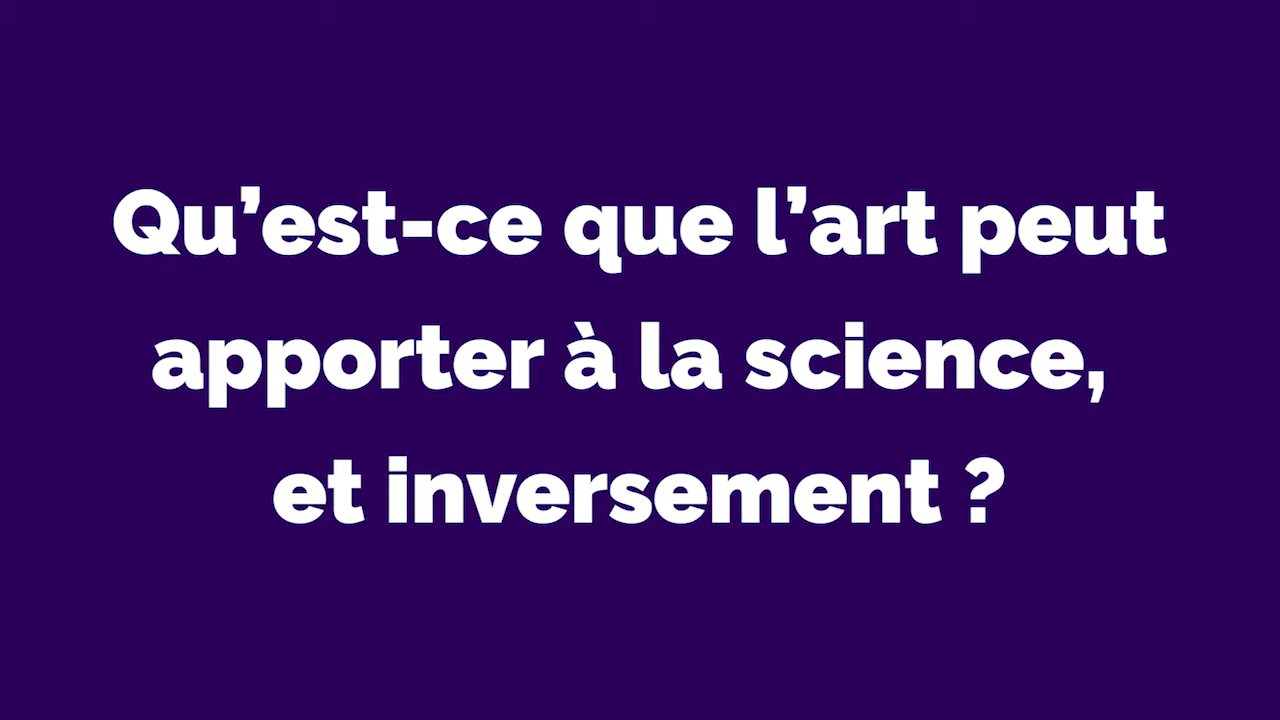 Qu’est-ce que l’art peut
apporter à la science,
et inversement ?